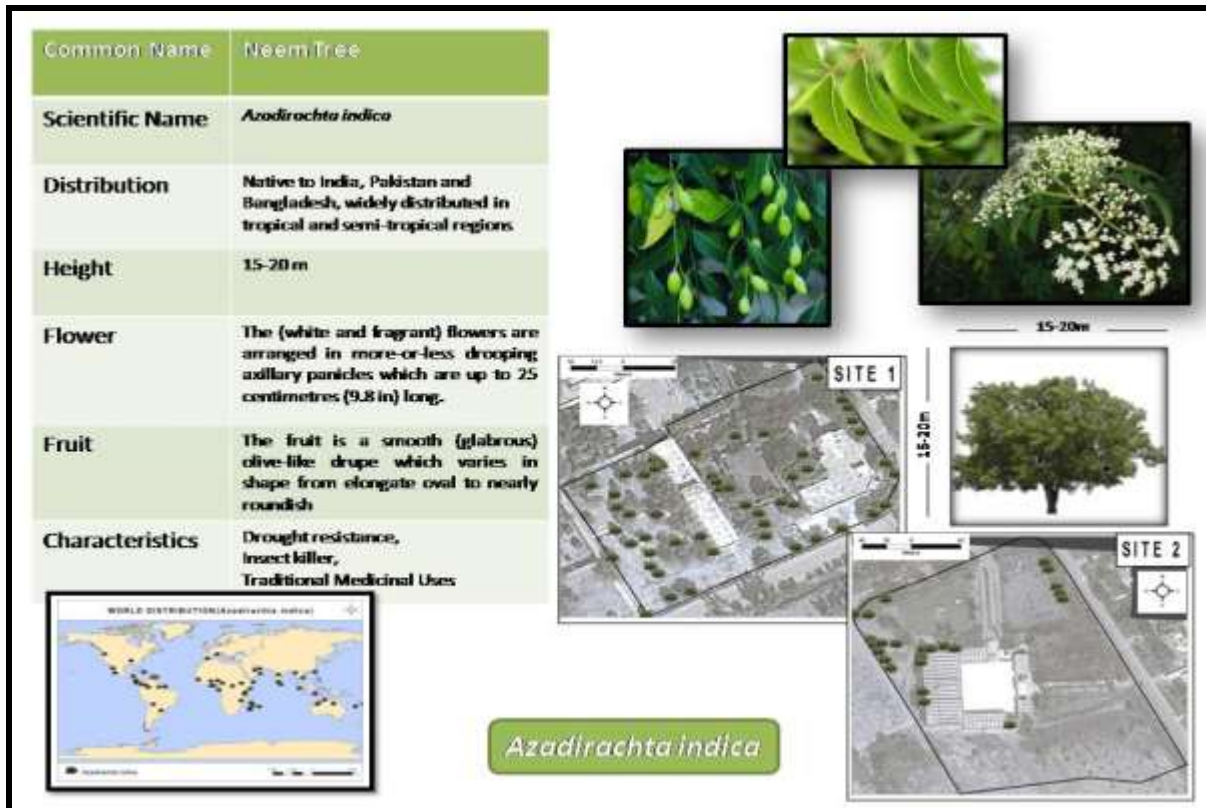 Common Name Neem Tree
Scientific Name Azadirachta indica
Distribution Native to India, Pakistan and
Bangladesh, widely distributed in
tropical and semi-tropical regions
Height 15-20 m
Flower The (white and fragrant) flowers are
arranged in more-or-less drooping
axillary panicles which are up to 25
centimetres (9.8 in) long.
Fruit The fruit is a smooth (glabrous)
olive-like drupe which varies in
shape from elongate oval to nearly
roundish
Characteristics Drought resistance,
Insect killer,
Traditional Medicinal Uses
15-20m
15-20m
SITE 1
SITE 2
WORLD DISTRIBUTION(Azadirachta indica)
Azadirachta indica